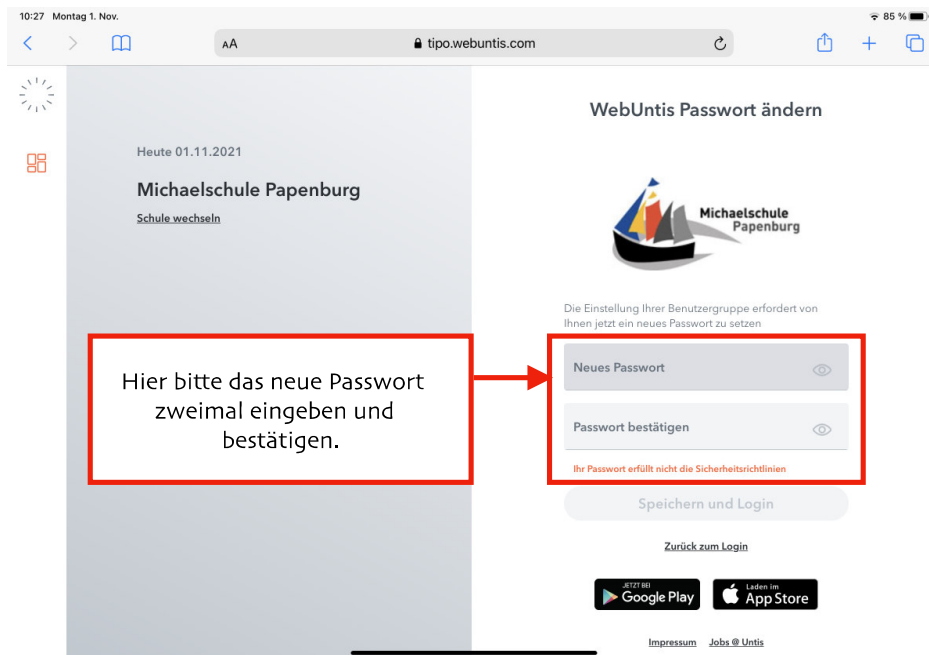 10:27 Montag 1. Nov.
85 %
AA
tipo.webuntis.com
WebUntis Passwort ändern
Heute 01.11.2021
Michaelschule Papenburg
Schule wechseln
Michaelschule
Papenburg
Die Einstellung Ihrer Benutzergruppe erfordert von
Ihnen jetzt ein neues Passwort zu setzen
Hier bitte das neue Passwort
zweimal eingeben und
bestätigen.
Neues Passwort
Passwort bestätigen
Ihr Passwort erfüllt nicht die Sicherheitsrichtlinien
Speichern und Login
Zurück zum Login
JETZT BEI
Google Play
Laden im
App Store
Impressum Jobs @ Untis